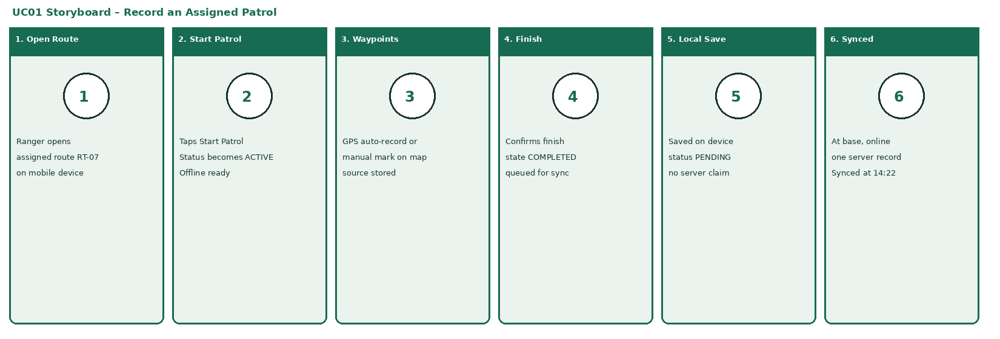 UC01 Storyboard – Record an Assigned Patrol
1. Open Route
1
Ranger opens
assigned route RT-07
on mobile device
2. Start Patrol
2
Taps Start Patrol
Status becomes ACTIVE
Offline ready
3. Waypoints
3
GPS auto-record or
manual mark on map
source stored
4. Finish
4
Confirms finish
state COMPLETED
queued for sync
5. Local Save
5
Saved on device
status PENDING
no server claim
6. Synced
6
At base, online
one server record
Synced at 14:22